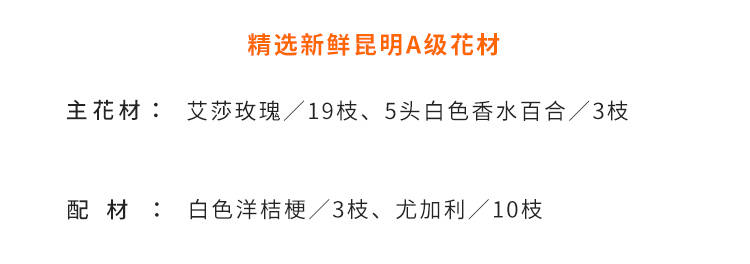 精选新鲜昆明A级花材
主花材： 艾莎玫瑰／19枝、5头白色香水百合／3枝
配材： 白色洋桔梗／3枝、尤加利／10枝